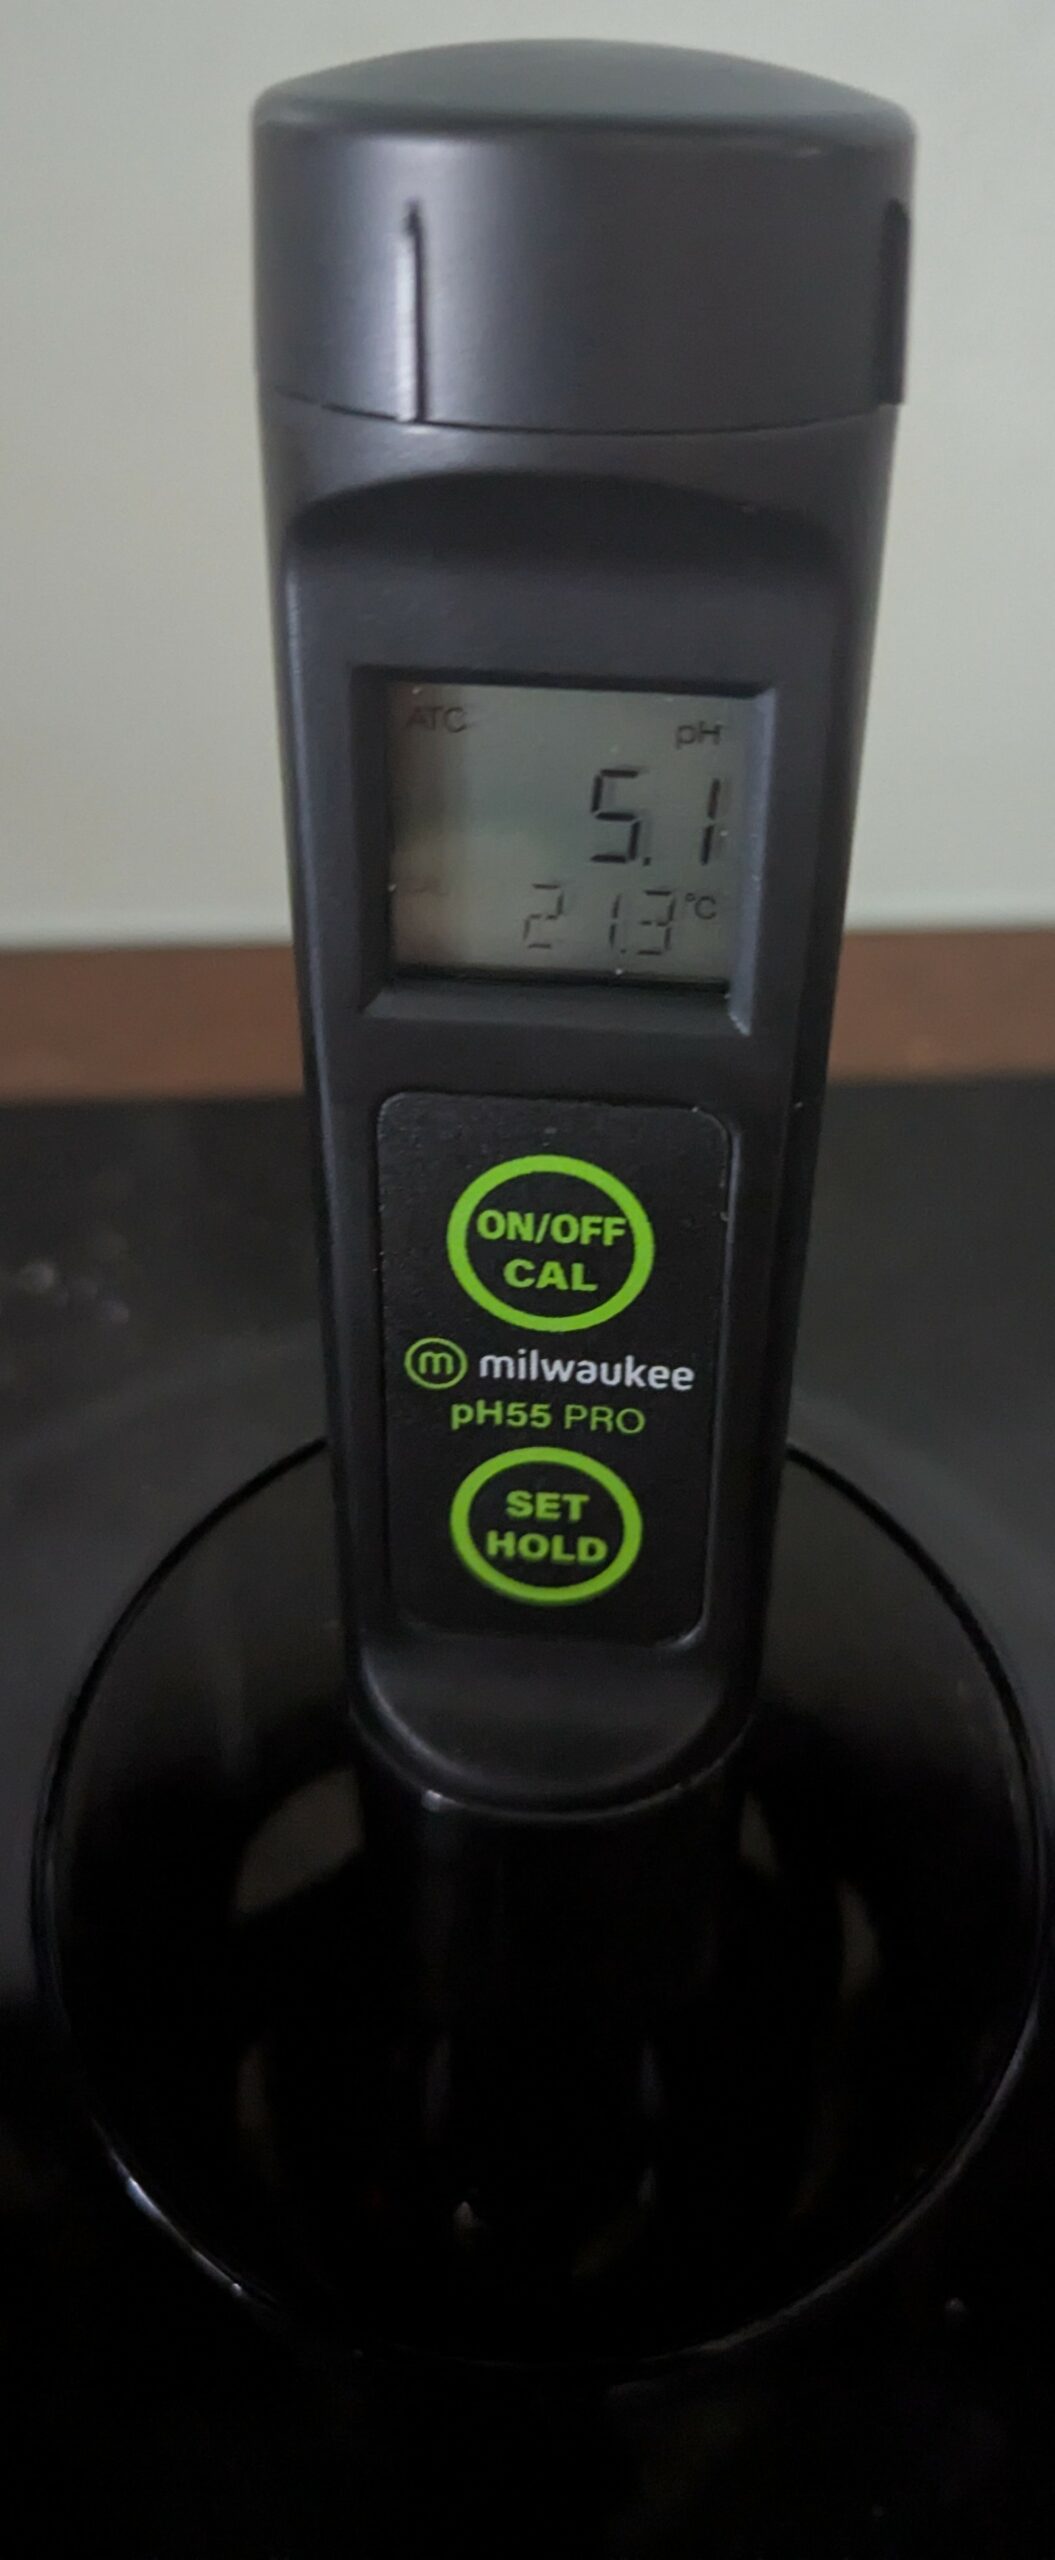 ATC pH
5.1
21.3 °C
ON/OFF
CAL
m milwaukee
pH55 PRO
SET
HOLD